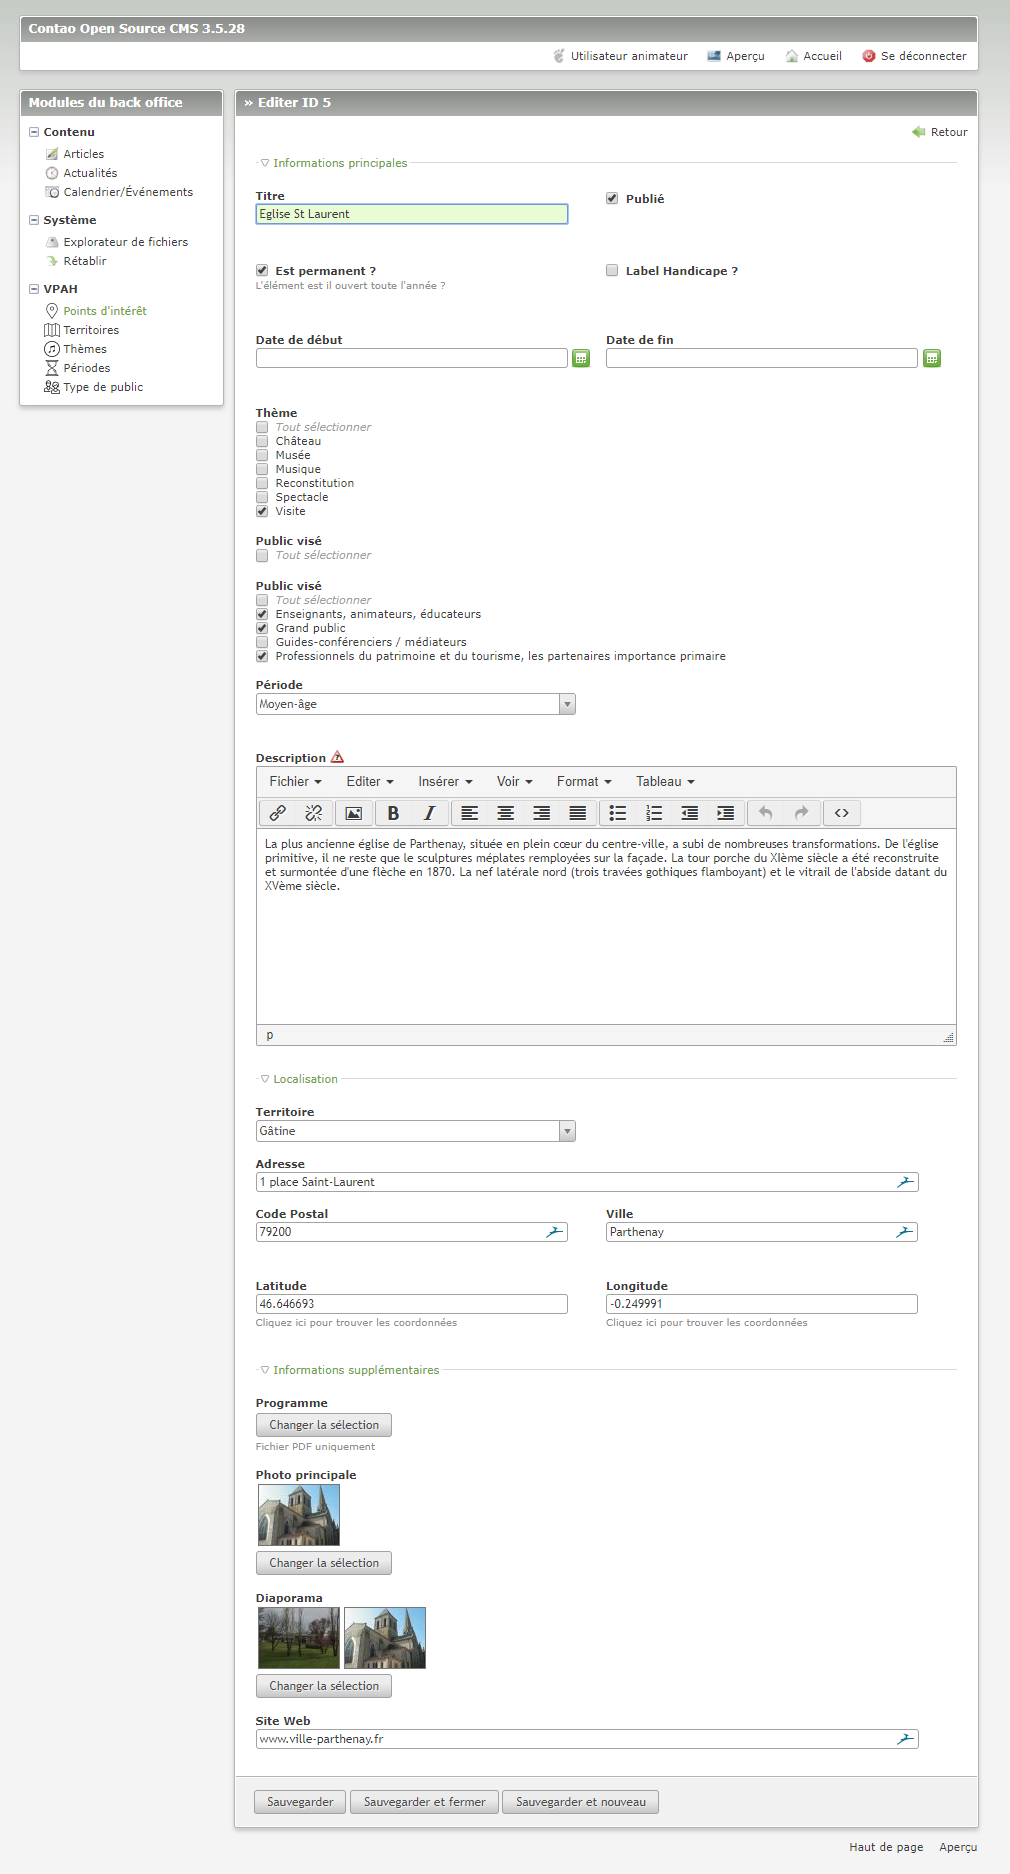 Contao Open Source CMS 3.5.28
Utilisateur animateur Aperçu Accueil Se déconnecter
Modules du back office
Contenu
Articles
Actualités
Calendrier/Événements
Système
Explorateur de fichiers
Rétablir
VPAH
Points d'intérêt
Territoires
Thèmes
Périodes
Type de public
» Editer ID 5
Retour
Informations principales
Titre
Publié
Eglise St Laurent
Est permanent ?
Label Handicape ?
L'élément est il ouvert toute l'année ?
Date de début
Date de fin
Thème
Tout sélectionner
Château
Musée
Musique
Reconstitution
Spectacle
Visite
Public visé
Tout sélectionner
Public visé
Tout sélectionner
Enseignants, animateurs, éducateurs
Grand public
Guides-conférenciers / médiateurs
Professionnels du patrimoine et du tourisme, les partenaires importance primaire
Période
Moyen-âge
Description
Fichier Editer Insérer Voir Format Tableau
B I <>
La plus ancienne église de Parthenay, située en plein cœur du centre-ville, a subi de nombreuses transformations. De l'église
primitive, il ne reste que le sculptures méplates remployées sur la façade. La tour porche du XIème siècle a été reconstruite
et surmontée d'une flèche en 1870. La nef latérale nord (trois travées gothiques flamboyant) et le vitrail de l'abside datant du
XVème siècle.
p
Localisation
Territoire
Gâtine
Adresse
1 place Saint-Laurent
Code Postal
Ville
79200
Parthenay
Latitude
Longitude
46.646693
-0.249991
Cliquez ici pour trouver les coordonnées
Cliquez ici pour trouver les coordonnées
Informations supplémentaires
Programme
Changer la sélection
Fichier PDF uniquement
Photo principale
Changer la sélection
Diaporama
Changer la sélection
Site Web
www.ville-parthenay.fr
Sauvegarder Sauvegarder et fermer Sauvegarder et nouveau
Haut de page Aperçu